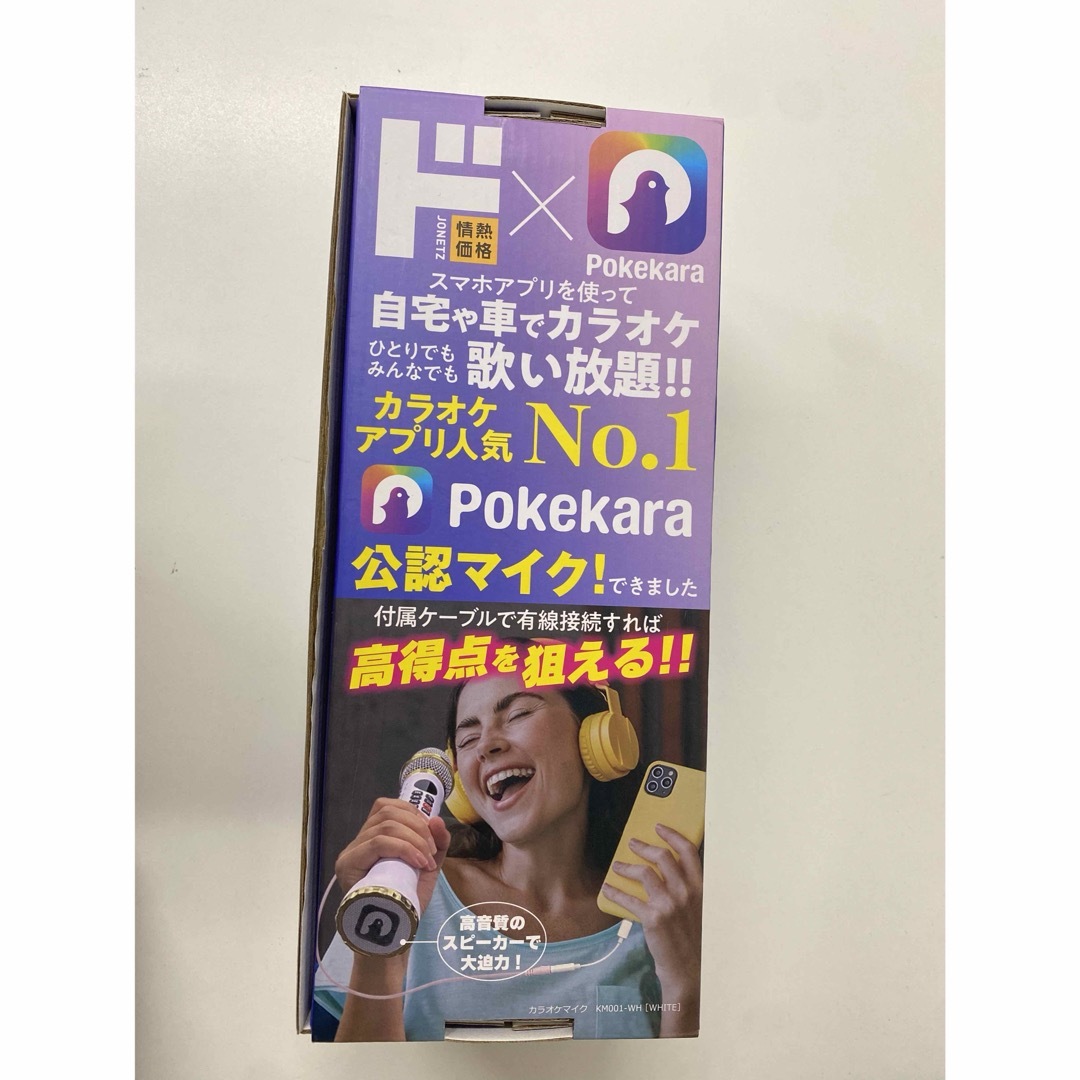 ド
JONETZ
情熱
価格
×
Pokekara
スマホアプリを使って
自宅や車でカラオケ
ひとりでも
みんなでも
歌い放題!!
カラオケ
アプリ人気
No.1
Pokekara
公認マイク!できました
付属ケーブルで有線接続すれば
高得点を狙える!!
高音質の
スピーカーで
大迫力!
カラオケマイク KM001-WH [WHITE]